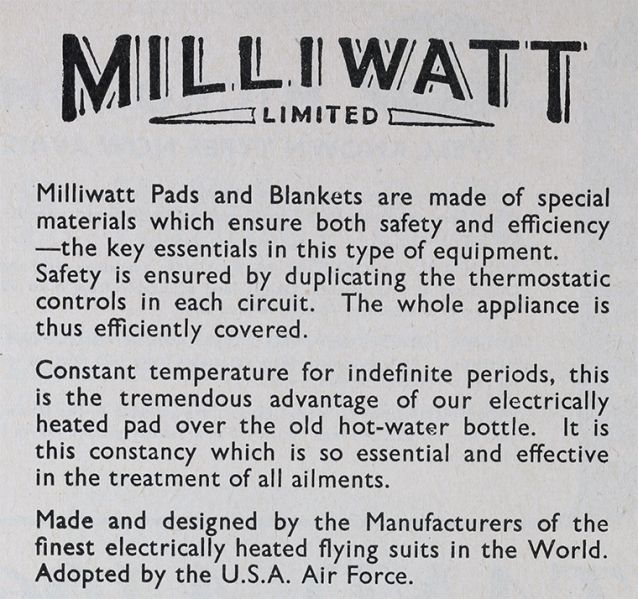 MILLIWATT
LIMITED
Milliwatt Pads and Blankets are made of special
materials which ensure both safety and efficiency
—the key essentials in this type of equipment.
Safety is ensured by duplicating the thermostatic
controls in each circuit. The whole appliance is
thus efficiently covered.
Constant temperature for indefinite periods, this
is the tremendous advantage of our electrically
heated pad over the old hot-water bottle. It is
this constancy which is so essential and effective
in the treatment of all ailments.
Made and designed by the Manufacturers of the
finest electrically heated flying suits in the World.
Adopted by the U.S.A. Air Force.